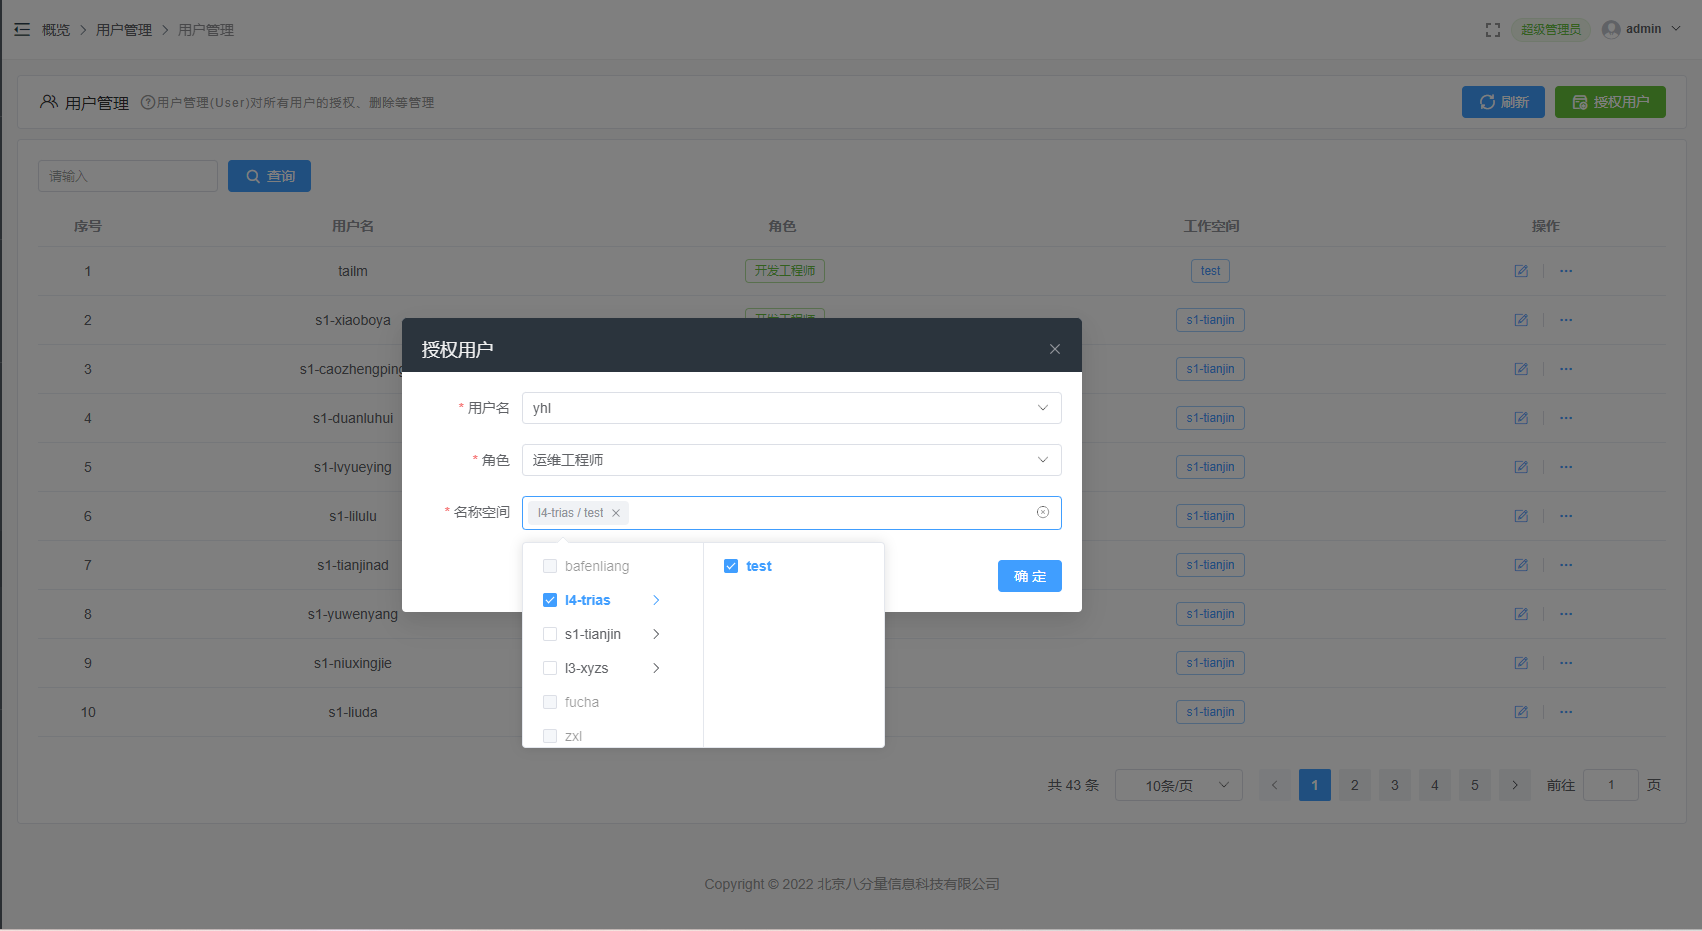 概览 > 用户管理 > 用户管理
超级管理员 admin
用户管理 ?用户管理(User)对所有用户的授权、删除等管理
刷新 授权用户
请输入 查询
序号 用户名 角色 工作空间 操作
1 tailm 开发工程师 test
2 s1-xiaoboya 开发工程师 s1-tianjin
3 s1-caozhengping s1-tianjin
4 s1-duanluhui s1-tianjin
5 s1-lvyueying s1-tianjin
6 s1-lilulu s1-tianjin
7 s1-tianjinad s1-tianjin
8 s1-yuwenyang s1-tianjin
9 s1-niuxingjie s1-tianjin
10 s1-liuda s1-tianjin
授权用户
* 用户名 yhl
* 角色 运维工程师
* 名称空间 l4-trias / test
bafenliang test
l4-trias
s1-tianjin
l3-xyzs
fucha
zxl
确 定
共 43 条 10条/页 1 2 3 4 5 前往 1 页
Copyright © 2022 北京八分量信息科技有限公司